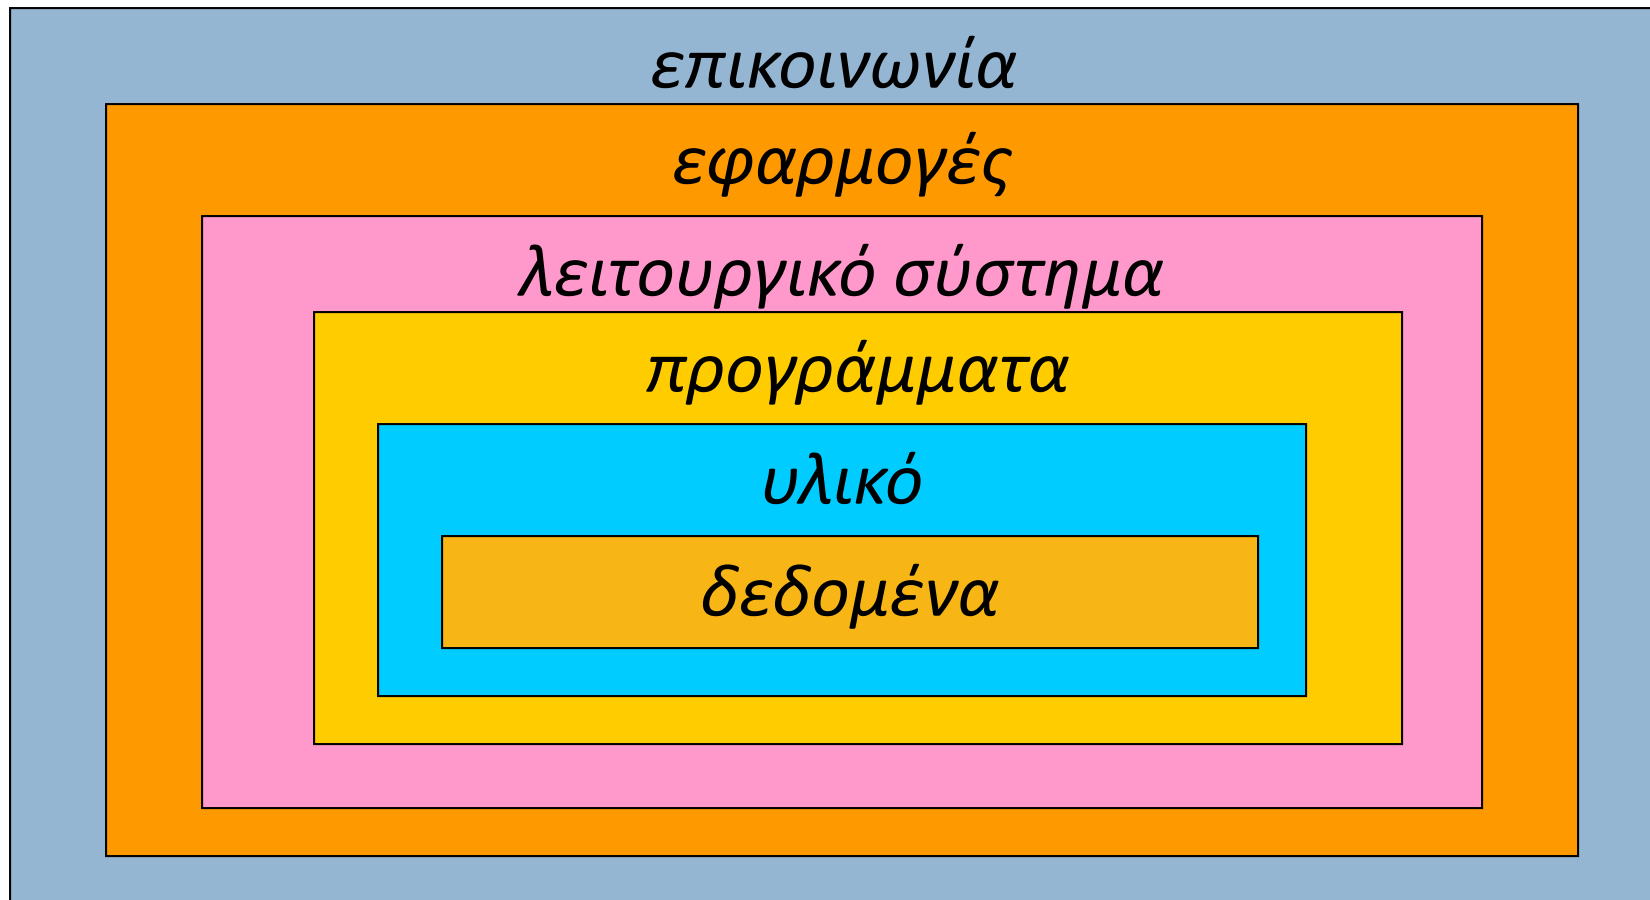 επικοινωνία
εφαρμογές
λειτουργικό σύστημα
προγράμματα
υλικό
δεδομένα